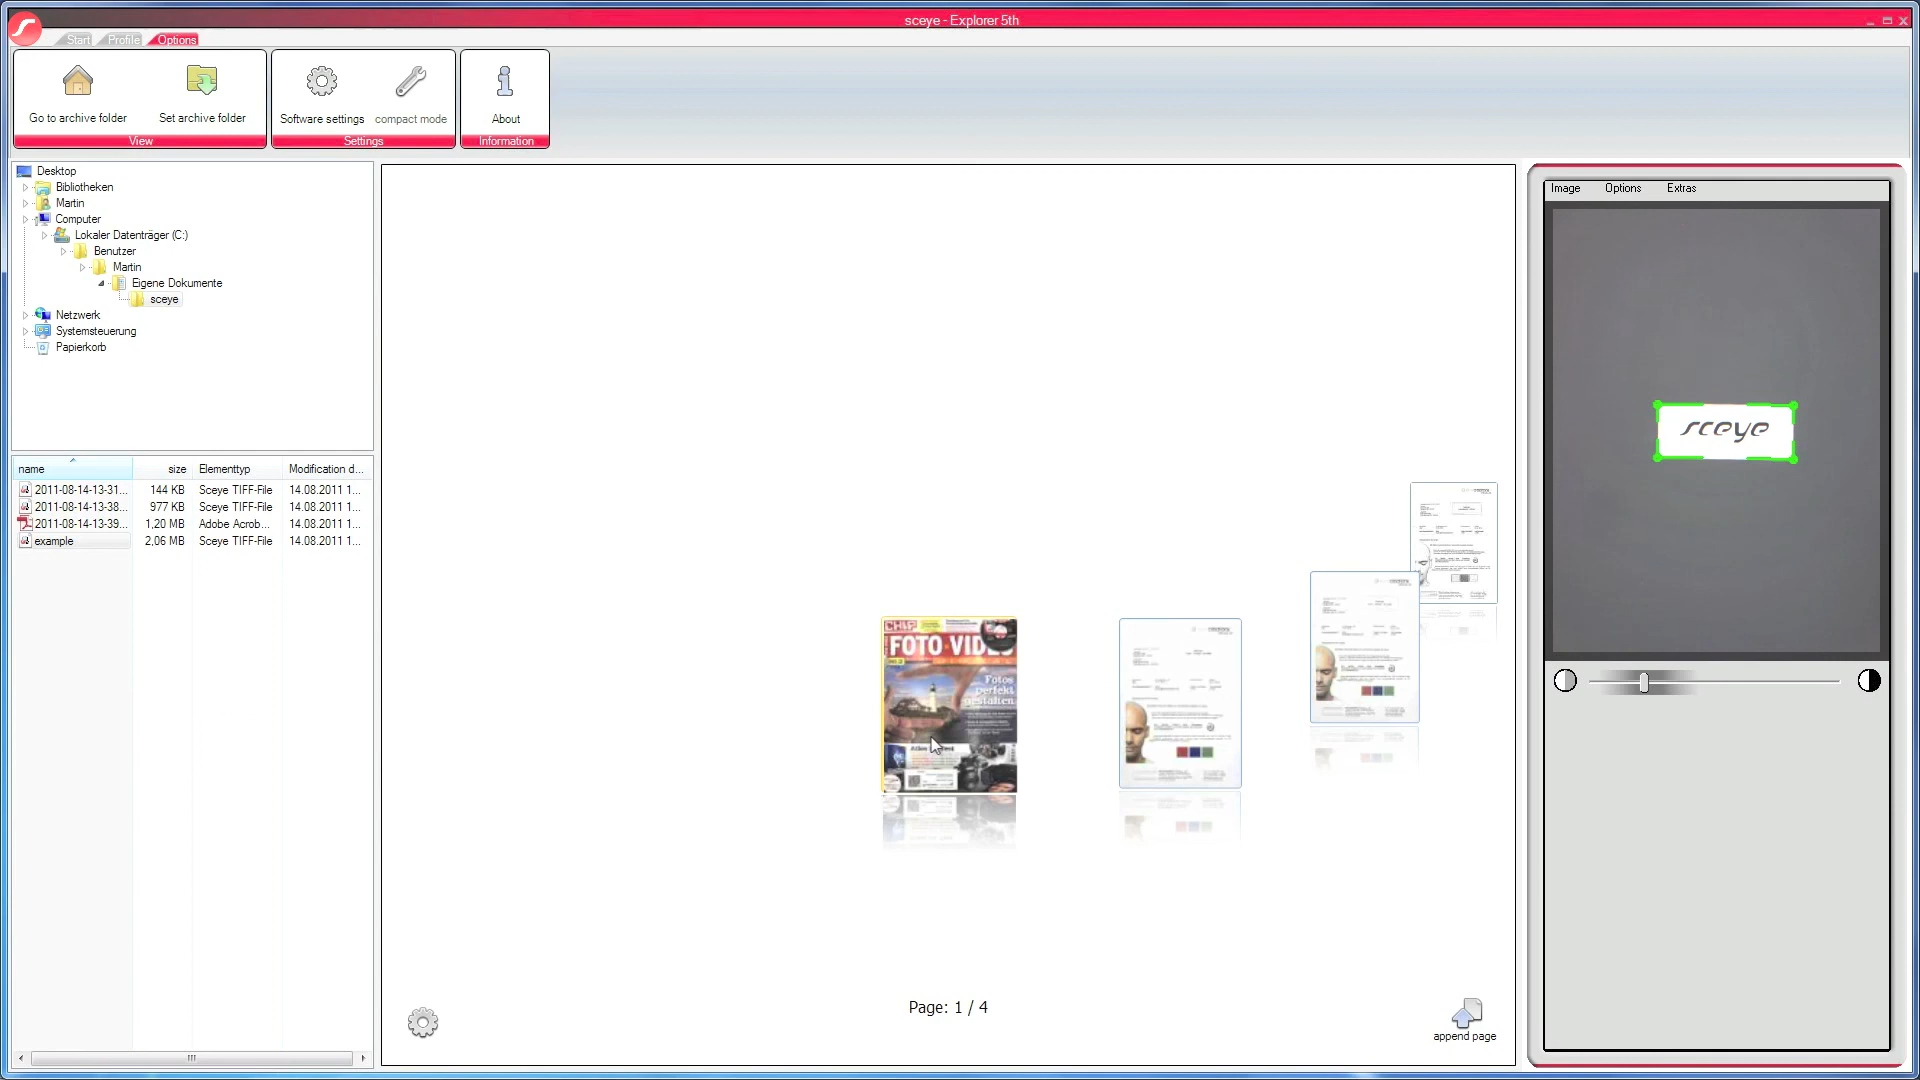 sceye - Explorer 5th
Start Profile Options
Go to archive folder Set archive folder Software settings compact mode About
View Settings Information
Desktop
Bibliotheken
Martin
Computer
Lokaler Datenträger (C:)
Benutzer
Martin
Eigene Dokumente
sceye
Netzwerk
Systemsteuerung
Papierkorb
name size Elementtyp Modification d...
2011-08-14-13-31... 144 KB Sceye TIFF-File 14.08.2011 1...
2011-08-14-13-38... 977 KB Sceye TIFF-File 14.08.2011 1...
2011-08-14-13-39... 1,20 MB Adobe Acrob... 14.08.2011 1...
example 2,06 MB Sceye TIFF-File 14.08.2011 1...
CHIP
FOTO VIDEO
Fotos
perfekt
gestalten
Page: 1 / 4
append page
Image Options Extras
sceye